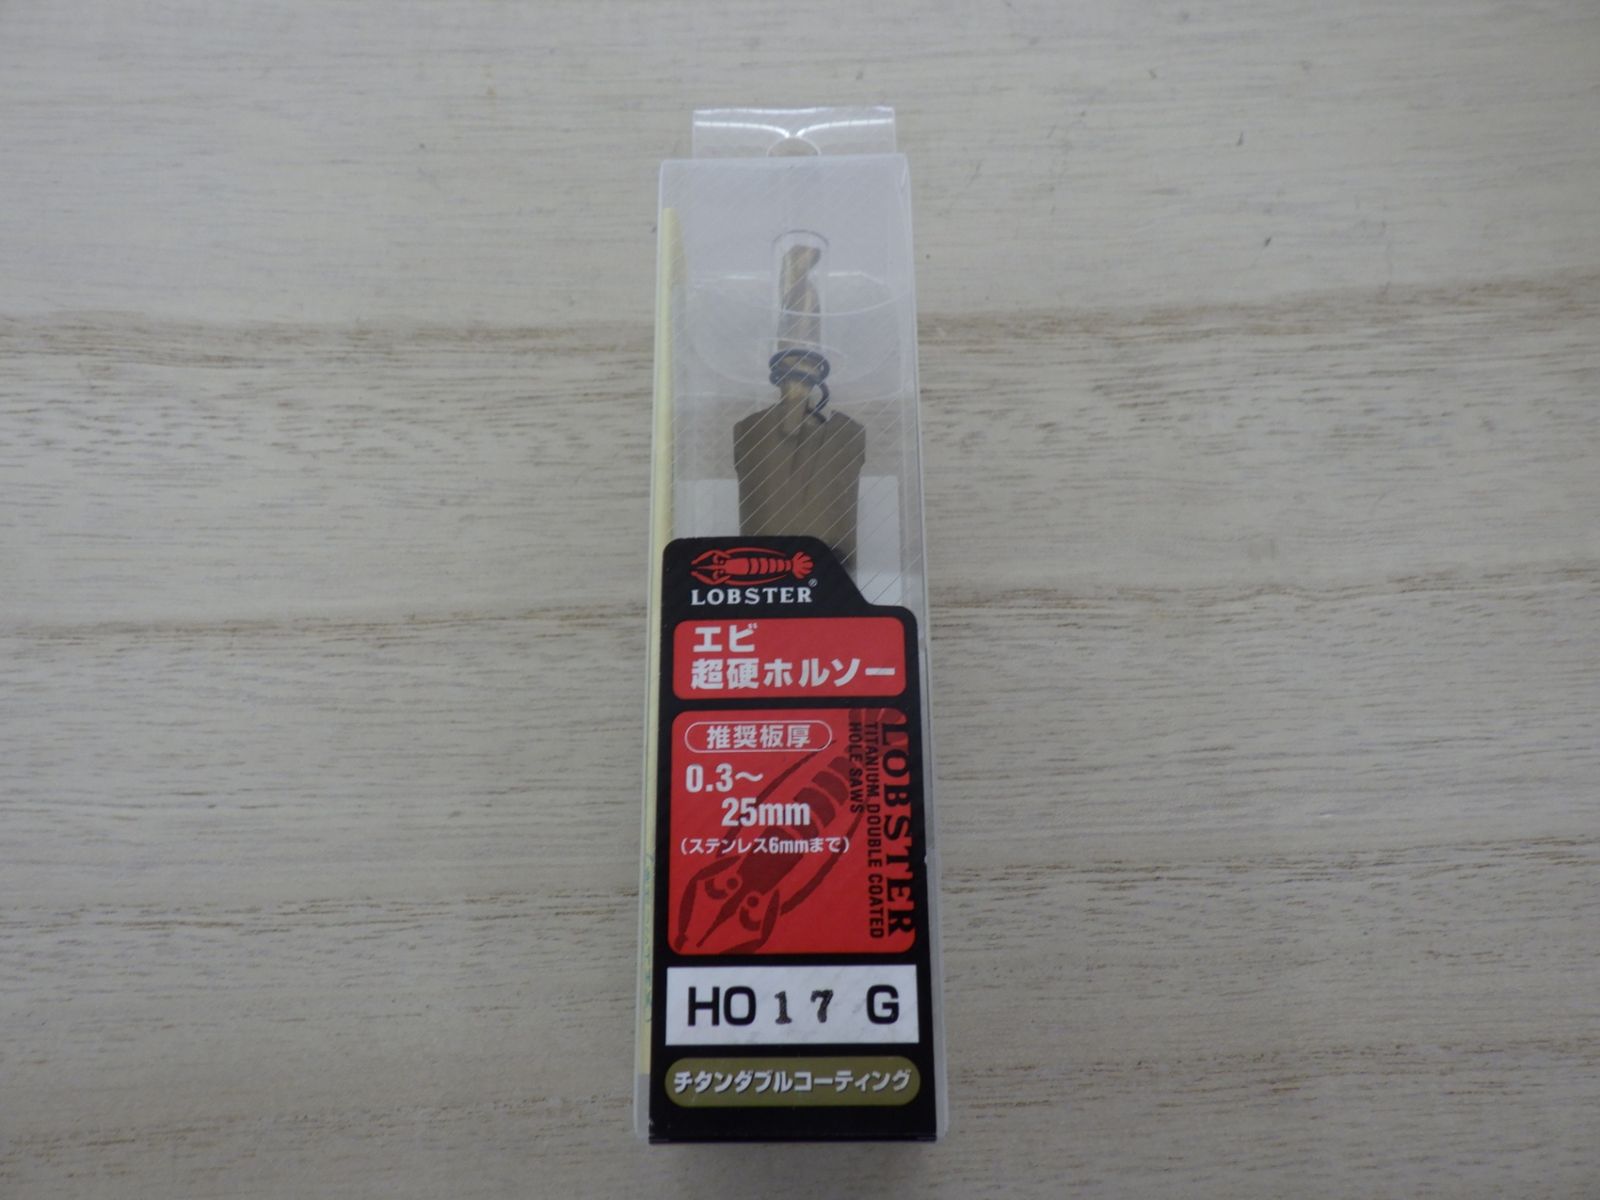 LOBSTER®
エビ
超硬ホルソー
推奨板厚
0.3～
25mm
(ステンレス6mmまで)
LOBSTER
TITANIUM DOUBLE COATED
HOLE SAWS
HO 17 G
チタンダブルコーティング